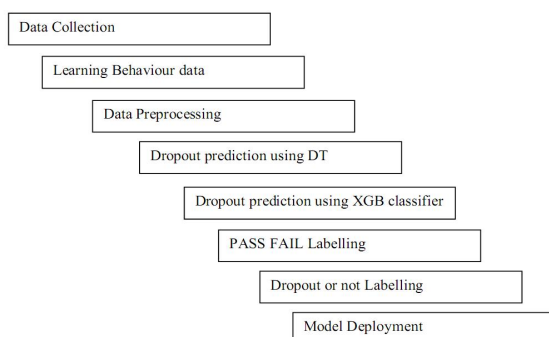 Data Collection
Learning Behaviour data
Data Preprocessing
Dropout prediction using DT
Dropout prediction using XGB classifier
PASS FAIL Labelling
Dropout or not Labelling
Model Deployment